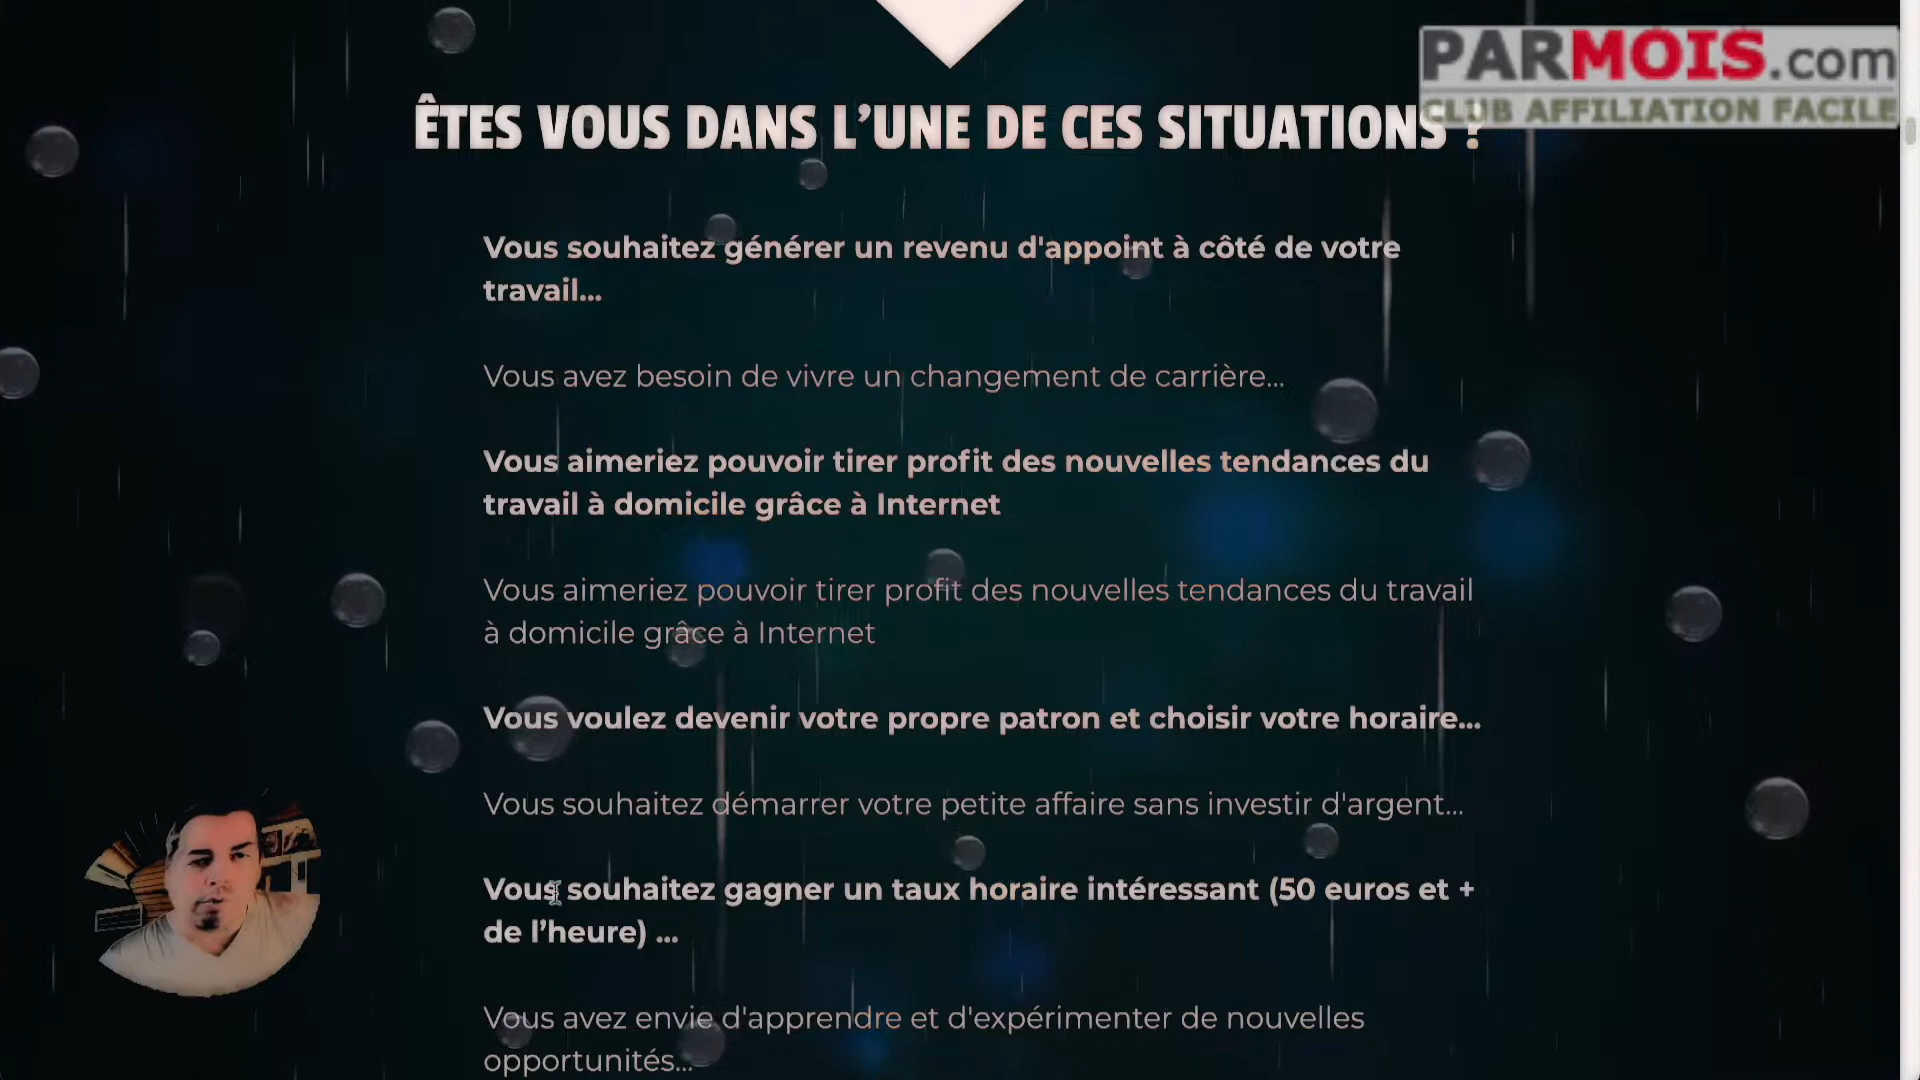 PARMOIS.com
CLUB AFFILIATION FACILE
ÊTES VOUS DANS L’UNE DE CES SITUATIONS ?
Vous souhaitez générer un revenu d'appoint à côté de votre
travail...
Vous avez besoin de vivre un changement de carrière...
Vous aimeriez pouvoir tirer profit des nouvelles tendances du
travail à domicile grâce à Internet
Vous aimeriez pouvoir tirer profit des nouvelles tendances du travail
à domicile grâce à Internet
Vous voulez devenir votre propre patron et choisir votre horaire...
Vous souhaitez démarrer votre petite affaire sans investir d'argent...
Vous souhaitez gagner un taux horaire intéressant (50 euros et +
de l’heure) ...
Vous avez envie d'apprendre et d'expérimenter de nouvelles
opportunités...